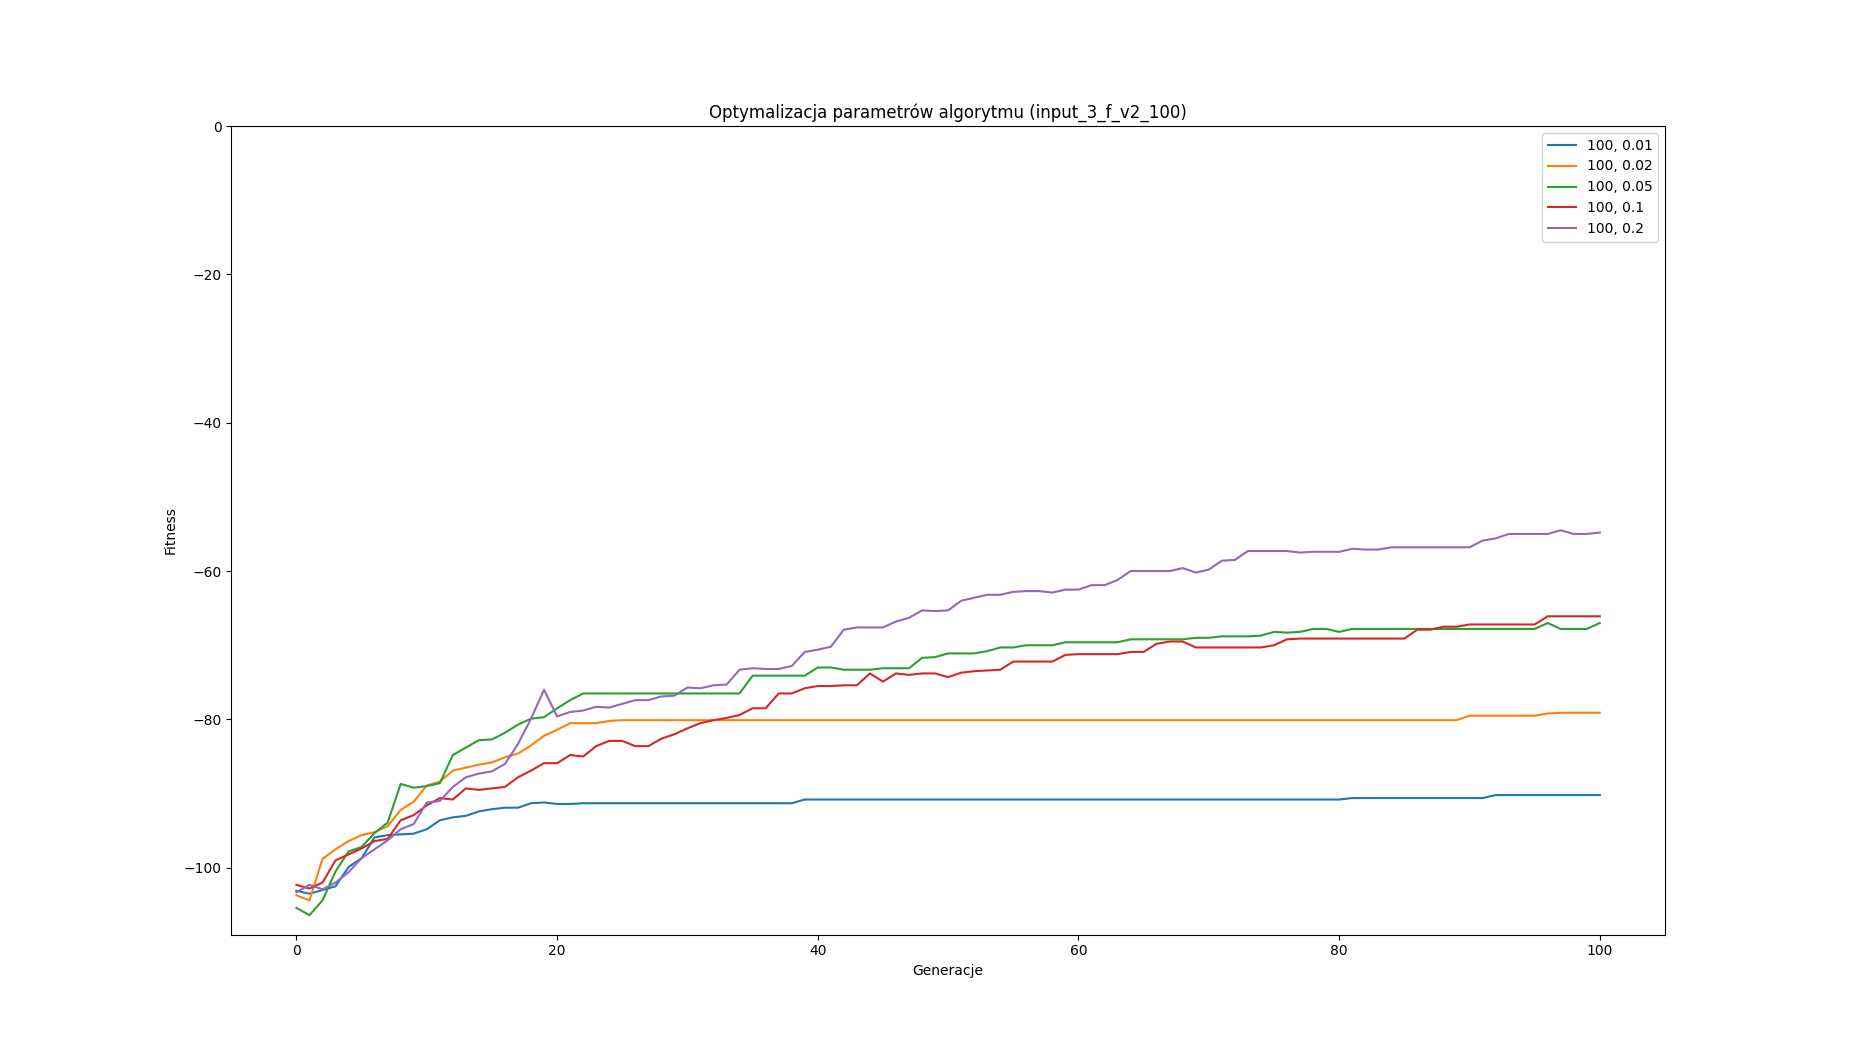 Optymalizacja parametrów algorytmu (input_3_f_v2_100)
0
−20
−40
−60
−80
−100
Fitness
100, 0.01
100, 0.02
100, 0.05
100, 0.1
100, 0.2
0 20 40 60 80 100
Generacje